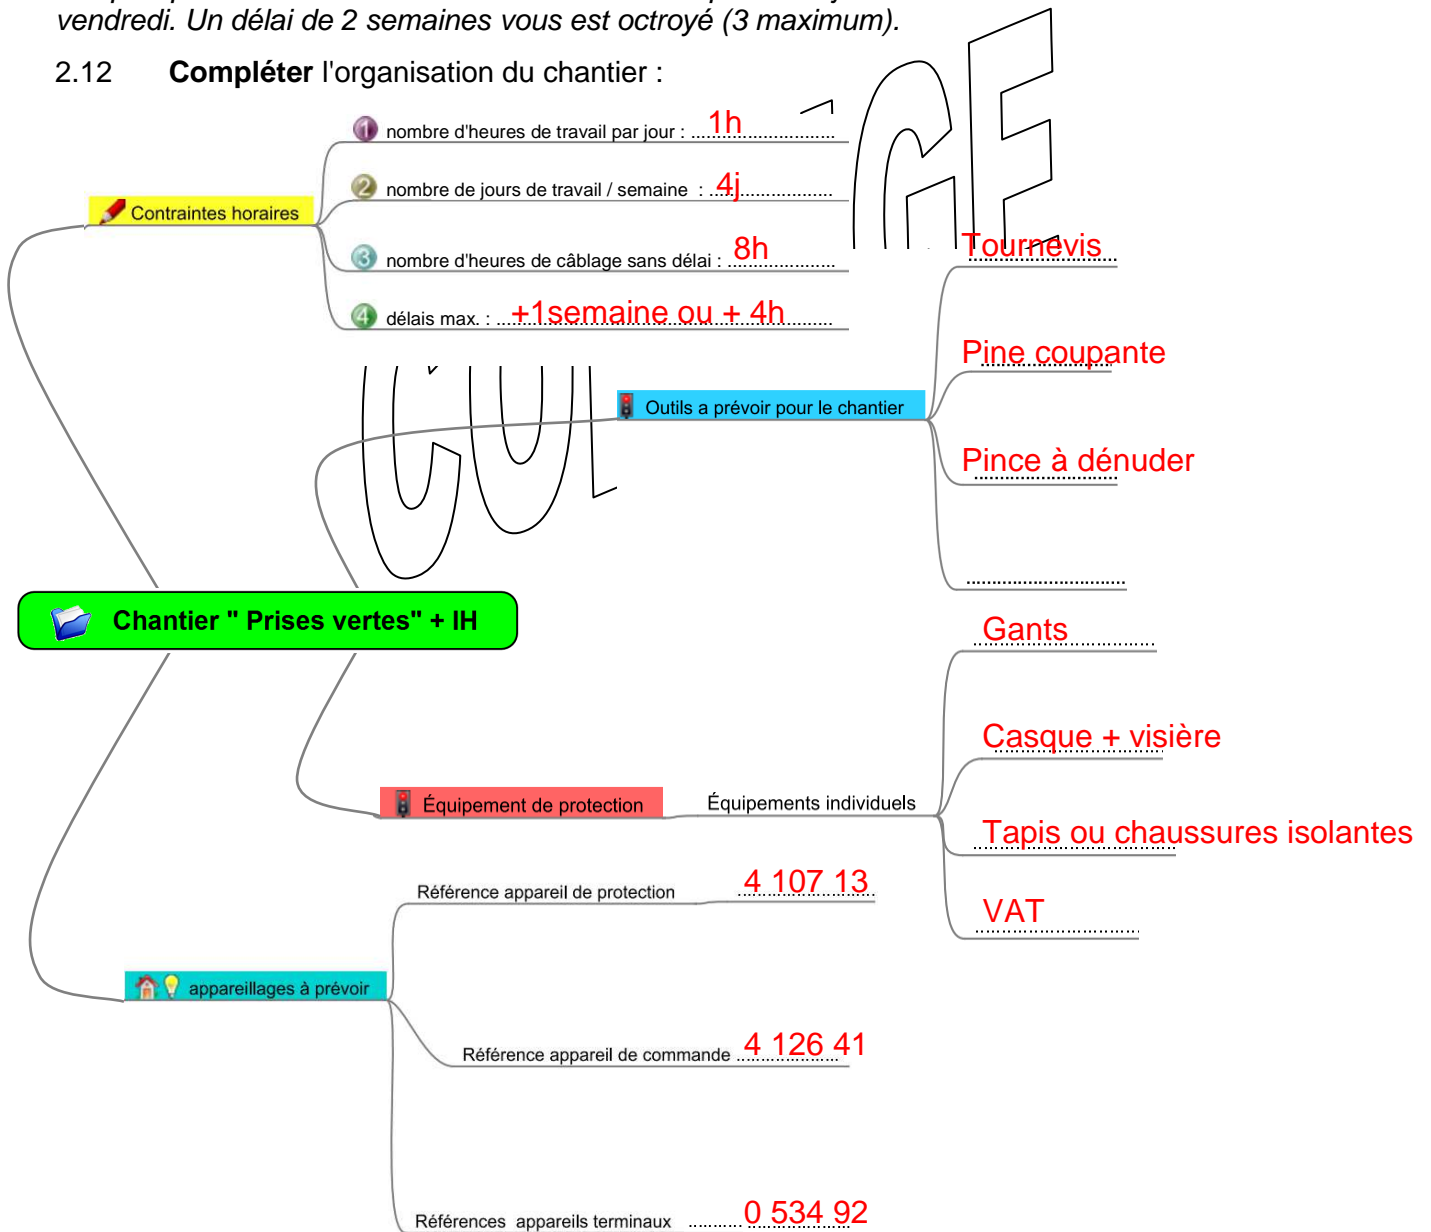 vendredi. Un délai de 2 semaines vous est octroyé (3 maximum).
2.12 Compléter l'organisation du chantier :
1 nombre d'heures de travail par jour : 1h
2 nombre de jours de travail / semaine : 4j
Contraintes horaires
3 nombre d'heures de câblage sans délai : 8h
4 délais max. : +1semaine ou + 4h
Tournevis
Pine coupante
Outils a prévoir pour le chantier
Pince à dénuder
Chantier " Prises vertes" + IH
Gants
Casque + visière
Équipement de protection
Équipements individuels
Tapis ou chaussures isolantes
VAT
Référence appareil de protection 4 107 13
appareillages à prévoir
Référence appareil de commande 4 126 41
Références appareils terminaux 0 534 92